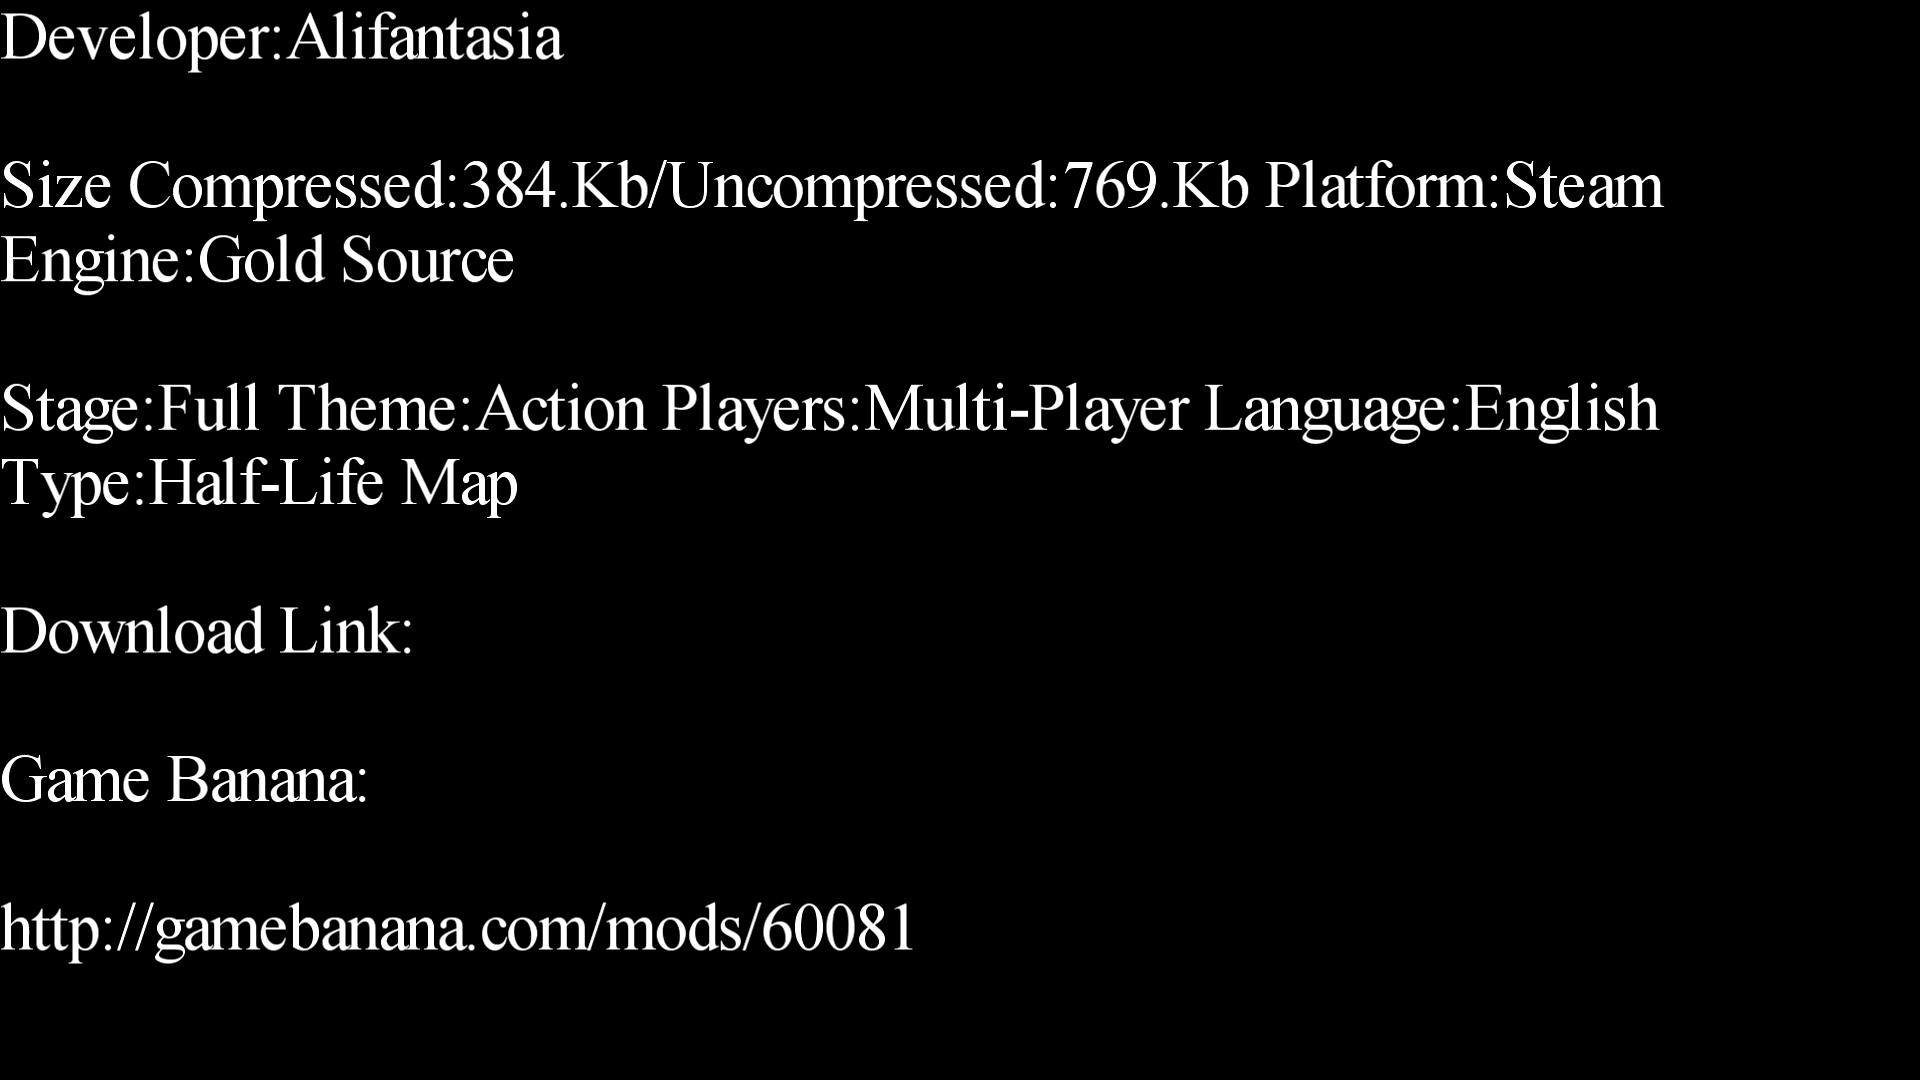 Developer:Alifantasia
Size Compressed:384.Kb/Uncompressed:769.Kb Platform:Steam
Engine:Gold Source
Stage:Full Theme:Action Players:Multi-Player Language:English
Type:Half-Life Map
Download Link:
Game Banana:
http://gamebanana.com/mods/60081